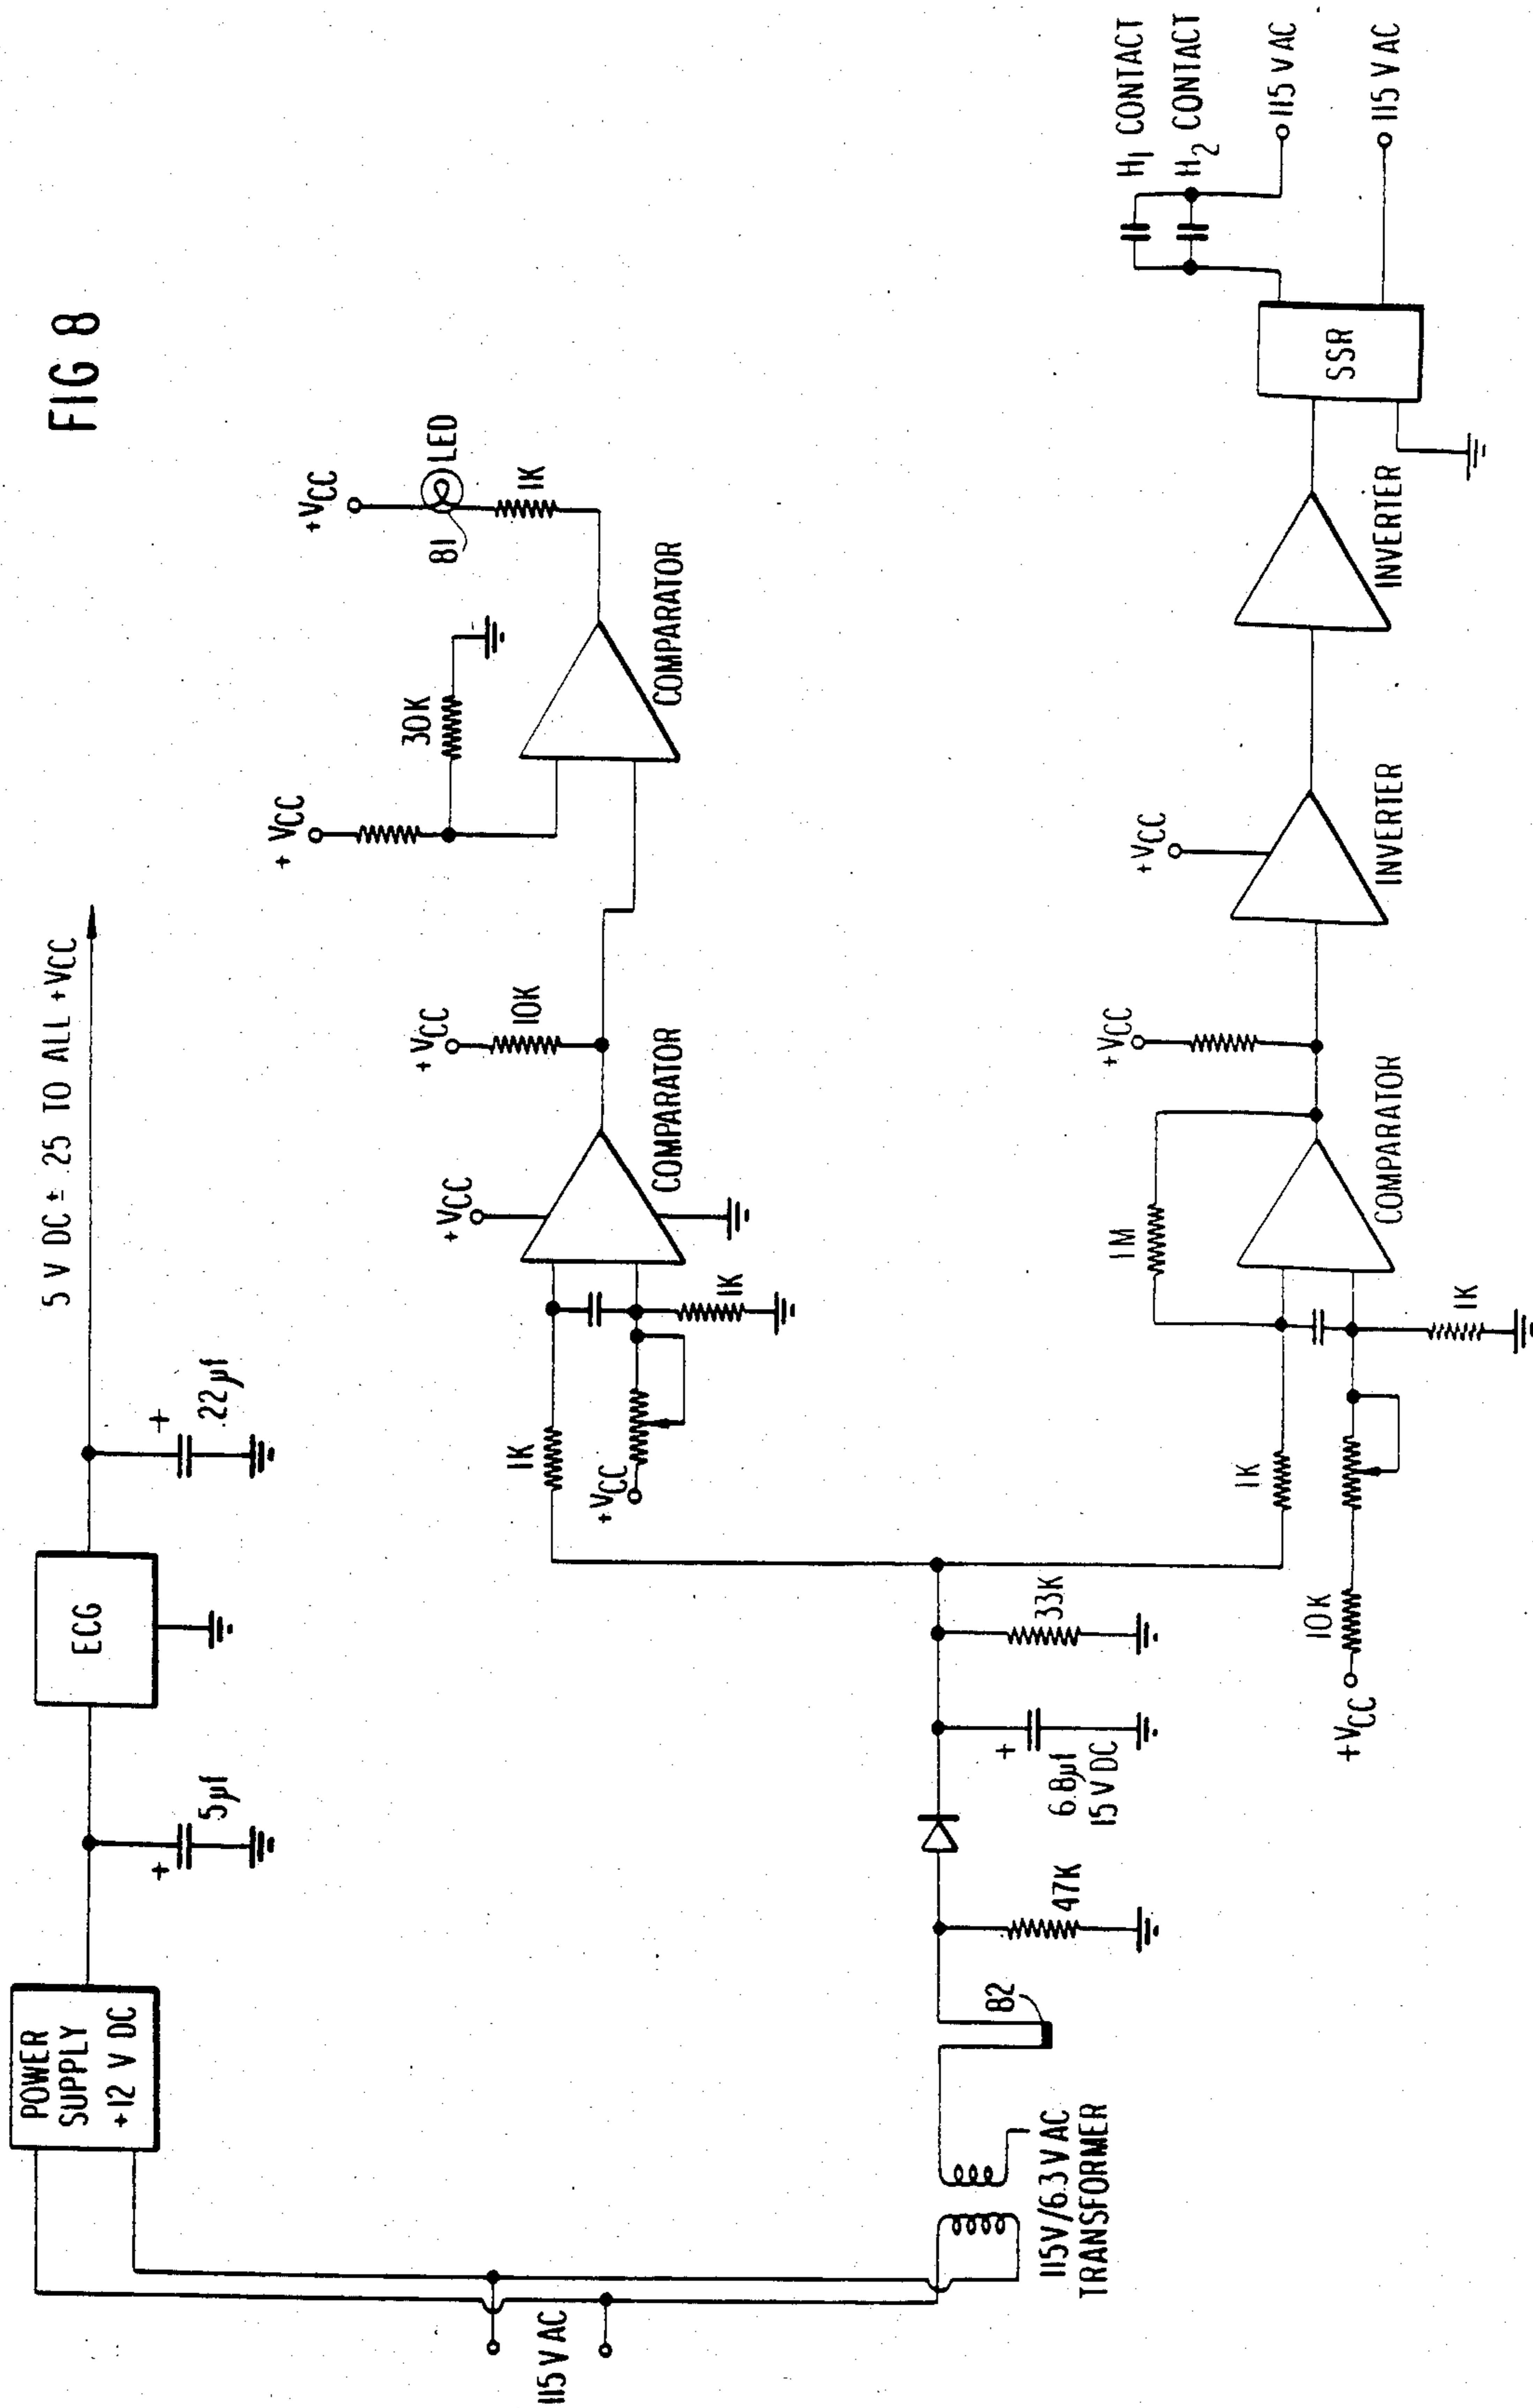 FIG 8
POWER
SUPPLY
+12 V DC
+
5µf
ECG
+
.22µf
5 V DC ± .25 TO ALL +VCC
115 V AC
115V/6.3 V AC
TRANSFORMER
82
47K
+
6.8µf
15 V DC
33K
1K
+VCC
1K
+VCC
COMPARATOR
+VCC
10K
+VCC
30K
COMPARATOR
+VCC
LED
81
1K
1K
+VCC
10K
1K
1M
COMPARATOR
+VCC
+VCC
INVERTER
INVERTER
SSR
H1 CONTACT
H2 CONTACT
115 V AC
115 V AC